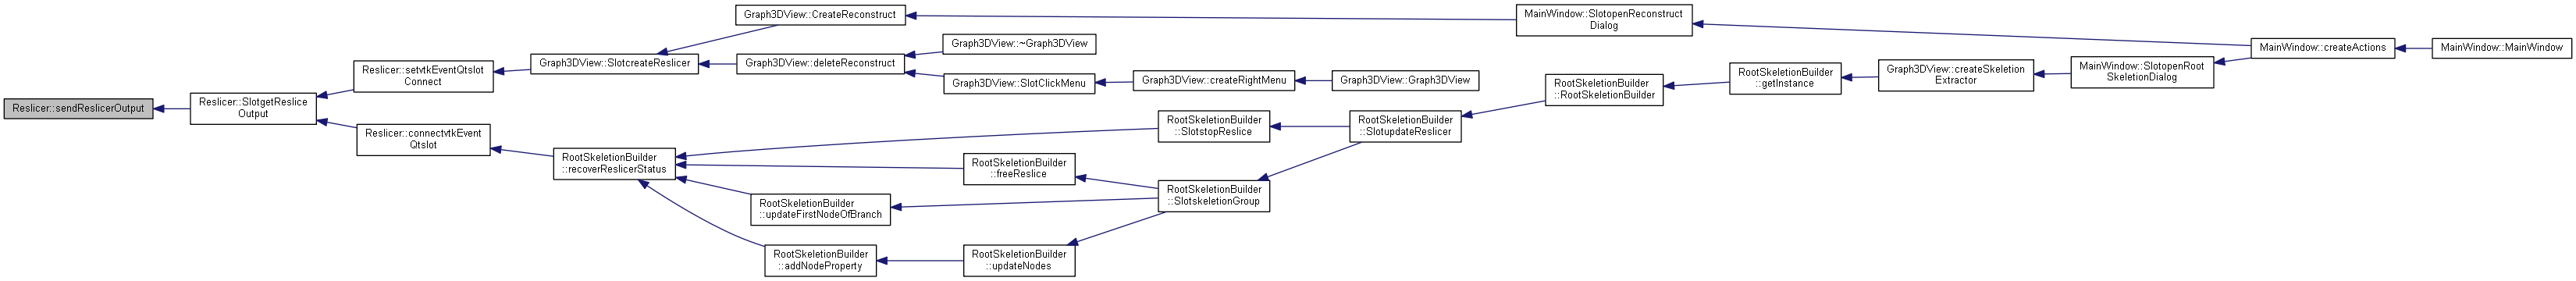 Reslicer::sendReslicerOutput
Reslicer::SlotgetReslice
Output
Reslicer::setvtkEventQtslot
Connect
Reslicer::connectvtkEvent
Qtslot
Graph3DView::SlotcreateReslicer
RootSkeletionBuilder
::recoverReslicerStatus
Graph3DView::CreateReconstruct
Graph3DView::deleteReconstruct
RootSkeletionBuilder
::updateFirstNodeOfBranch
RootSkeletionBuilder
::addNodeProperty
Graph3DView::~Graph3DView
Graph3DView::SlotClickMenu
RootSkeletionBuilder
::freeReslice
RootSkeletionBuilder
::updateNodes
Graph3DView::createRightMenu
RootSkeletionBuilder
::SlotstopReslice
RootSkeletionBuilder
::SlotskeletionGroup
Graph3DView::Graph3DView
RootSkeletionBuilder
::SlotupdateReslicer
MainWindow::SlotopenReconstruct
Dialog
RootSkeletionBuilder
::RootSkeletionBuilder
RootSkeletionBuilder
::getInstance
Graph3DView::createSkeletion
Extractor
MainWindow::SlotopenRoot
SkeletionDialog
MainWindow::createActions
MainWindow::MainWindow